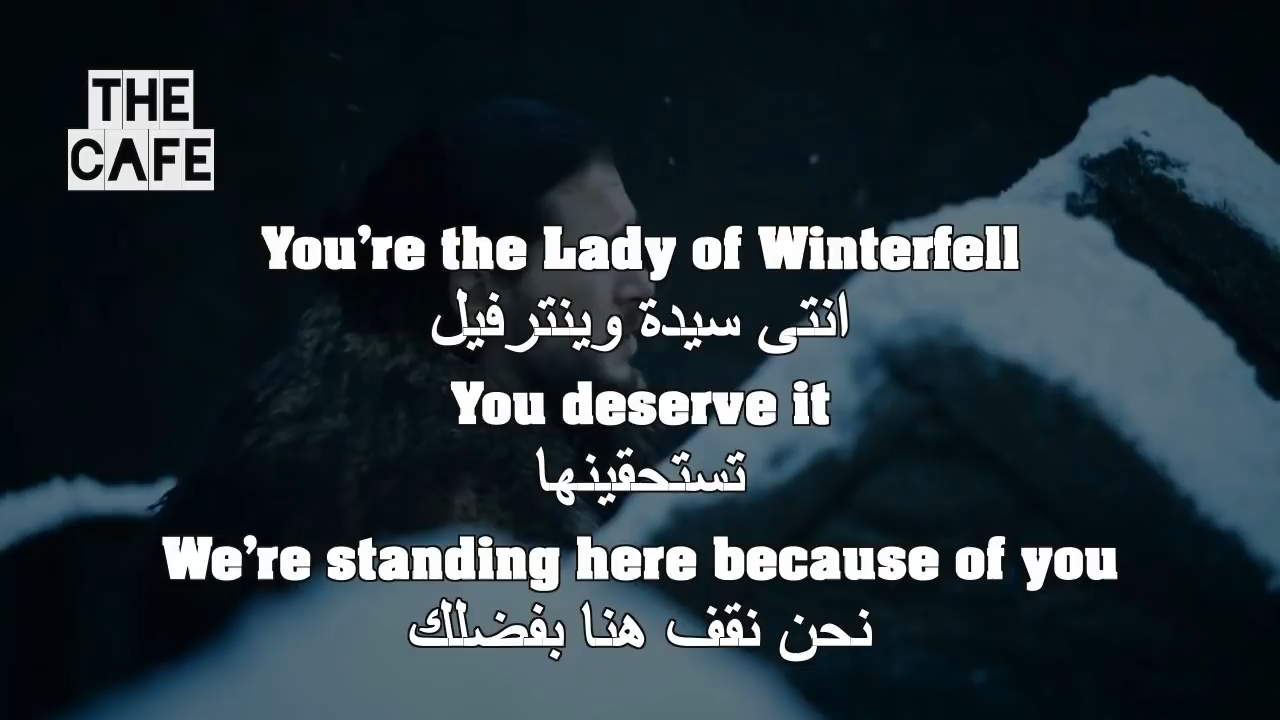 THE
CAFE
You're the Lady of Winterfell
انتى سيدة وينترفيل
You deserve it
تستحقينها
We're standing here because of you
نحن نقف هنا بفضلك